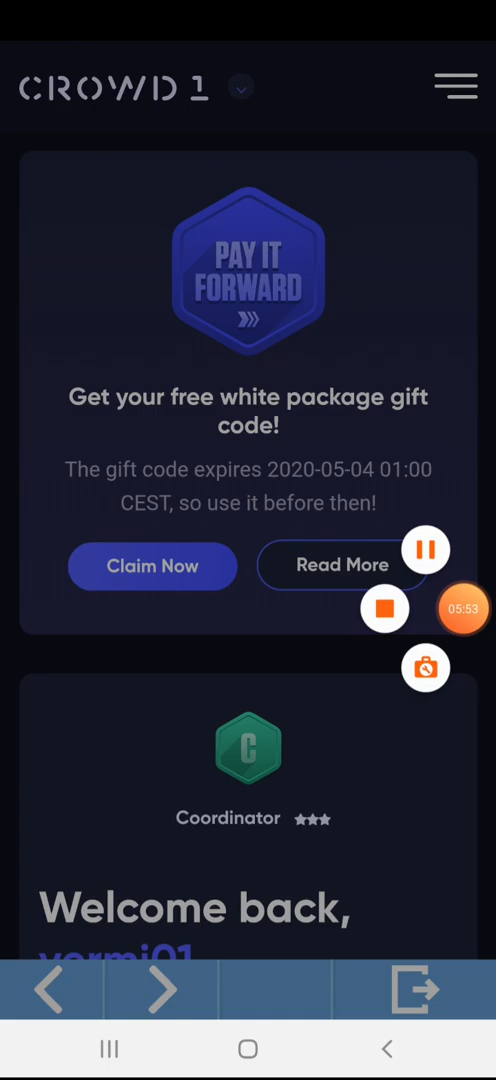 CROWD 1
PAY IT
FORWARD
Get your free white package gift
code!
The gift code expires 2020-05-04 01:00
CEST, so use it before then!
Claim Now
Read More
05:53
C
Coordinator
Welcome back,
vermi01